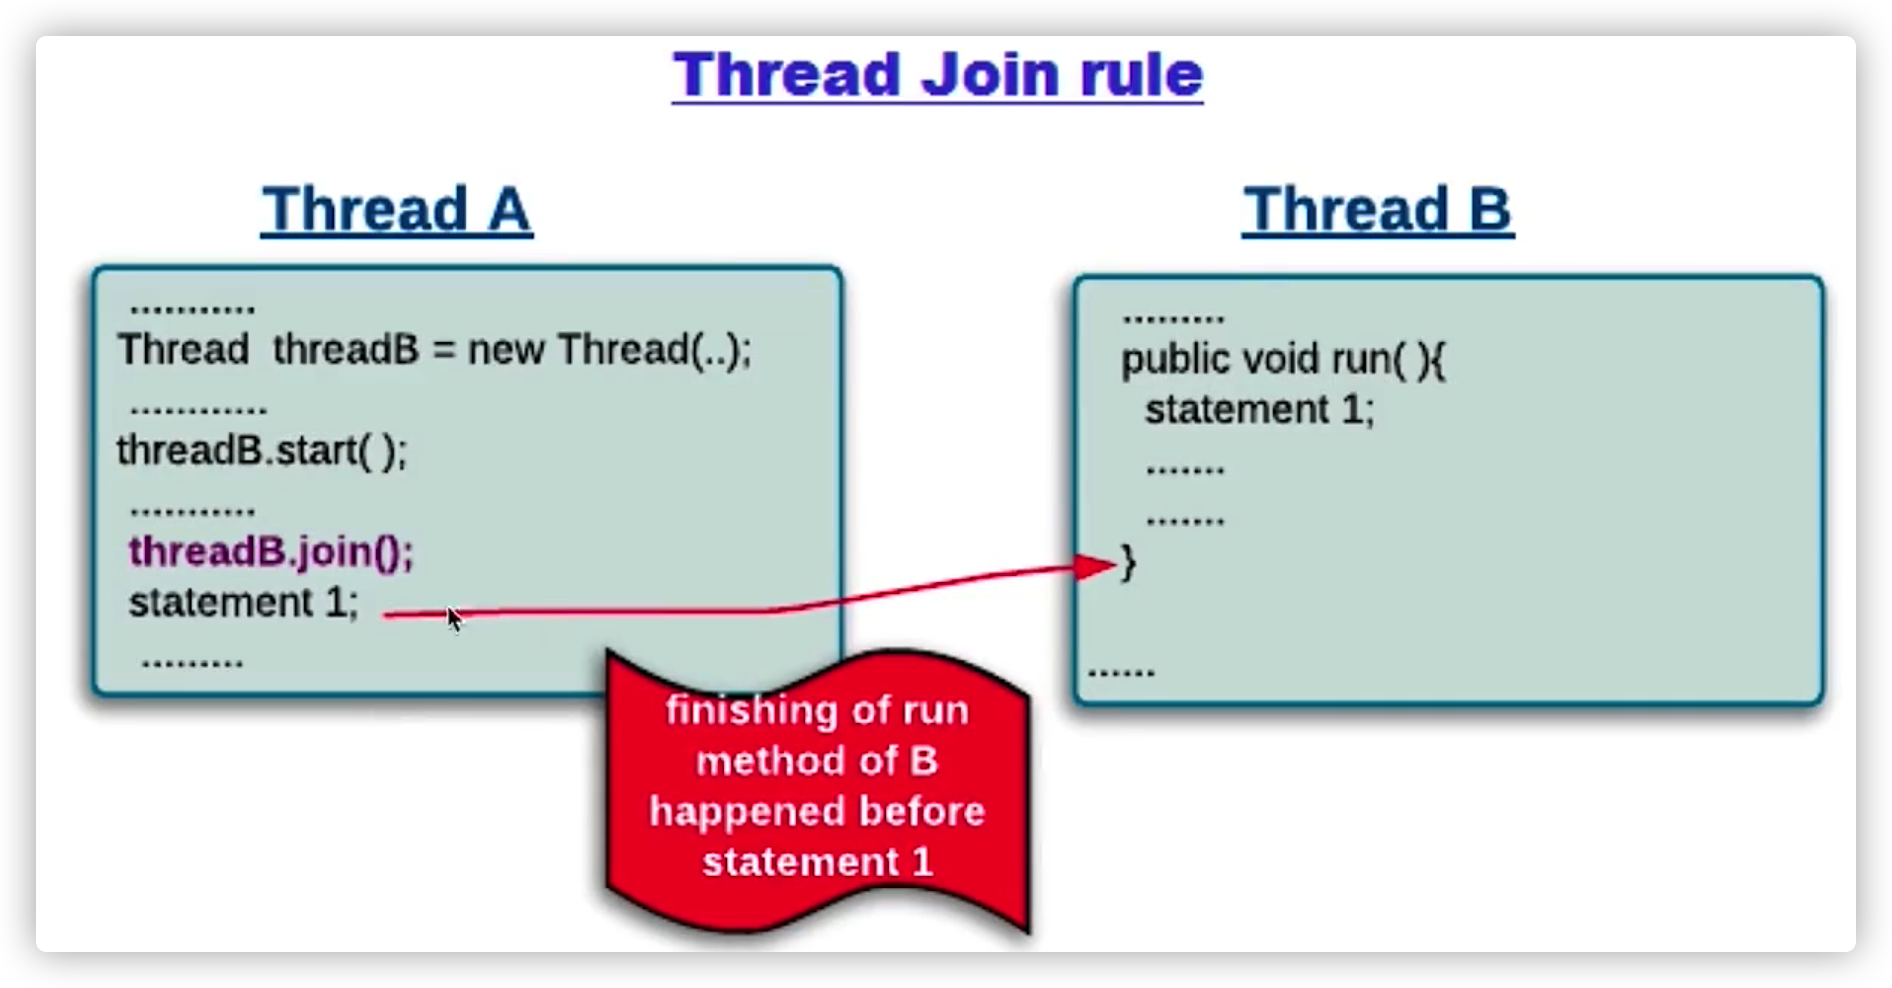 Thread Join rule
Thread A
...........
Thread threadB = new Thread(..);
............
threadB.start( );
...........
threadB.join();
statement 1;
.........
Thread B
.........
public void run( ){
statement 1;
.......
.......
}
......
finishing of run
method of B
happened before
statement 1